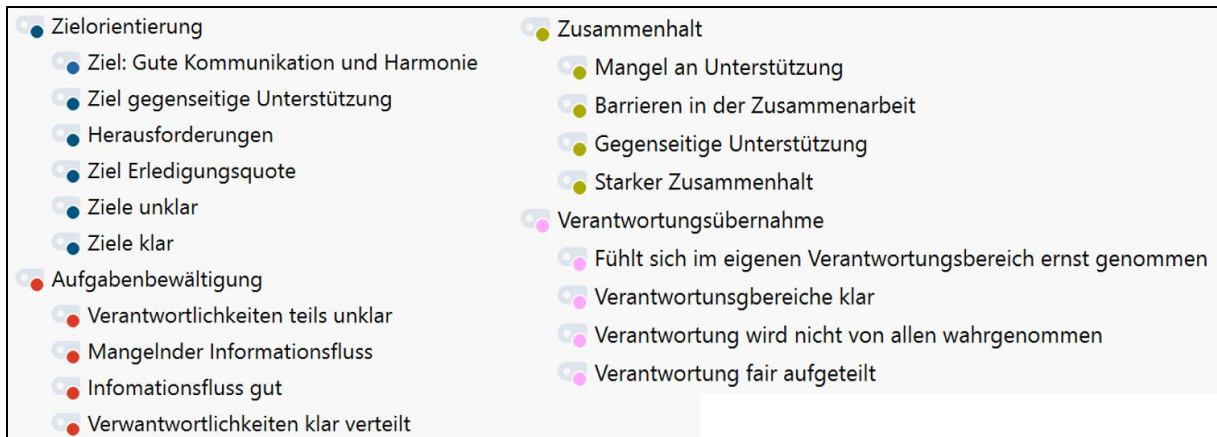 Zielorientierung
Ziel: Gute Kommunikation und Harmonie
Ziel gegenseitige Unterstützung
Herausforderungen
Ziel Erledigungsquote
Ziele unklar
Ziele klar
Aufgabenbewältigung
Verantwortlichkeiten teils unklar
Mangelnder Informationsfluss
Infomationsfluss gut
Verwantwortlichkeiten klar verteilt
Zusammenhalt
Mangel an Unterstützung
Barrieren in der Zusammenarbeit
Gegenseitige Unterstützung
Starker Zusammenhalt
Verantwortungsübernahme
Fühlt sich im eigenen Verantwortungsbereich ernst genommen
Verantwortunsgbereiche klar
Verantwortung wird nicht von allen wahrgenommen
Verantwortung fair aufgeteilt